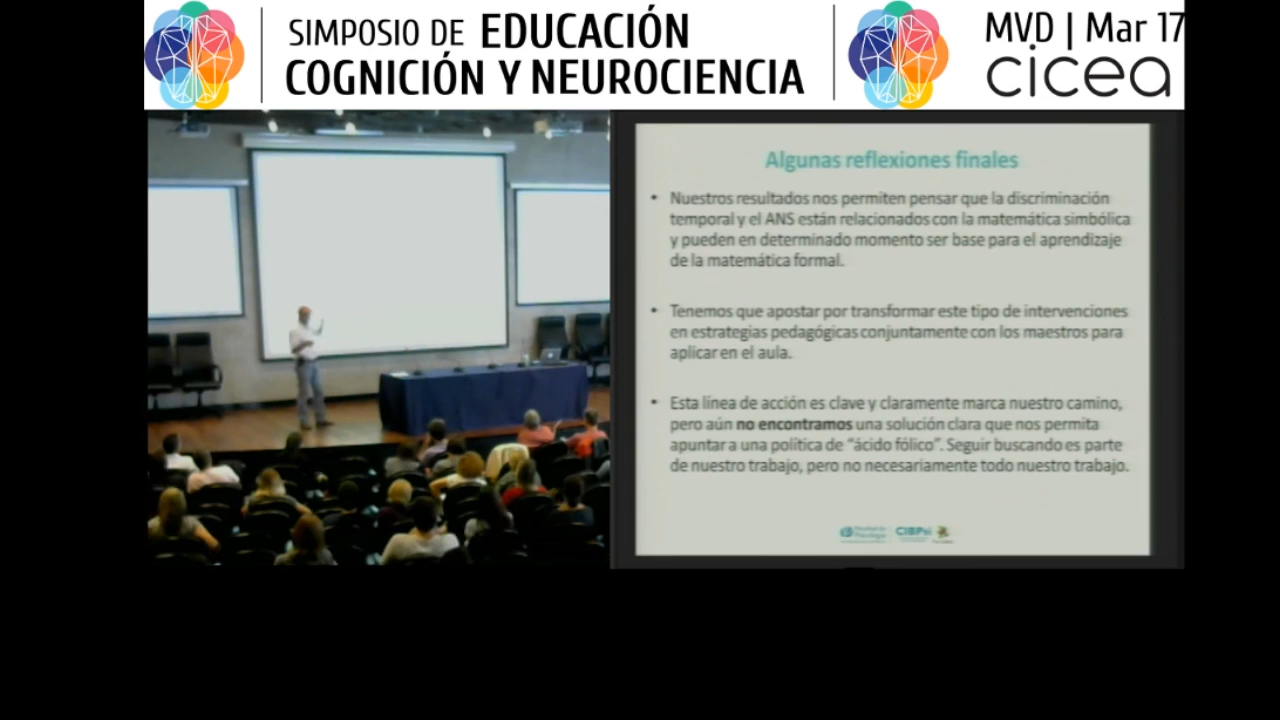 SIMPOSIO DE EDUCACIÓN
COGNICIÓN Y NEUROCIENCIA
MVD | Mar 17
cicea
Algunas reflexiones finales
• Nuestros resultados nos permiten pensar que la discriminación
temporal y el ANS están relacionados con la matemática simbólica
y pueden en determinado momento ser base para el aprendizaje
de la matemática formal.
• Tenemos que apostar por transformar este tipo de intervenciones
en estrategias pedagógicas conjuntamente con los maestros para
aplicar en el aula.
• Esta línea de acción es clave y claramente marca nuestro camino,
pero aún no encontramos una solución clara que nos permita
apuntar a una política de “ácido fólico”. Seguir buscando es parte
de nuestro trabajo, pero no necesariamente todo nuestro trabajo.
Facultad de
Psicología
CIBPsi